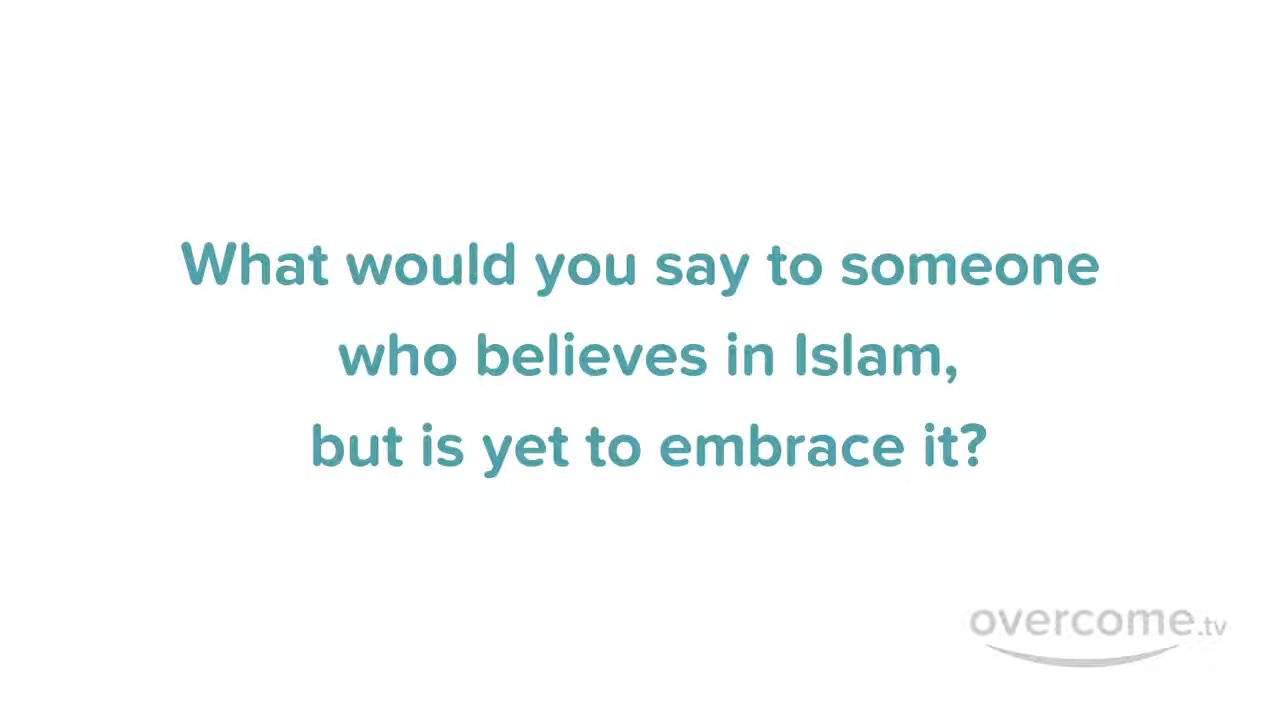 What would you say to someone
who believes in Islam,
but is yet to embrace it?
overcome.tv